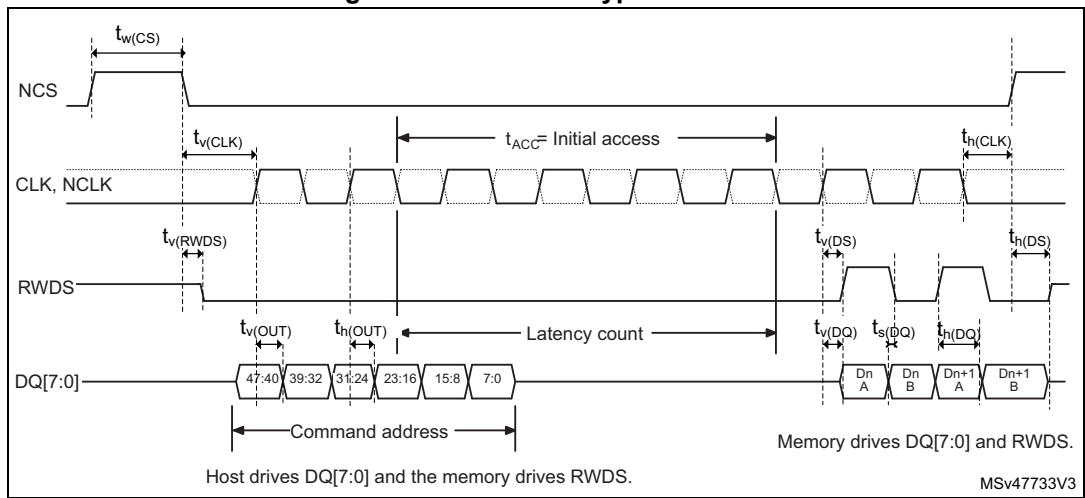 tw(CS)
NCS
tv(CLK)
tACC= Initial access
th(CLK)
CLK, NCLK
tv(RWDS)
tv(DS)
th(DS)
RWDS
tv(OUT)
th(OUT)
Latency count
tv(DQ)
ts(DQ)
th(DQ)
DQ[7:0]
47:40 39:32 31:24 23:16 15:8 7:0
Dn A Dn B Dn+1 A Dn+1 B
Command address
Memory drives DQ[7:0] and RWDS.
Host drives DQ[7:0] and the memory drives RWDS.
MSv47733V3